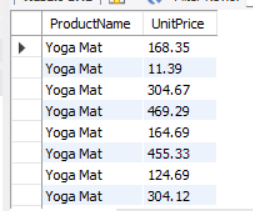 ProductName UnitPrice
Yoga Mat 168.35
Yoga Mat 11.39
Yoga Mat 304.67
Yoga Mat 469.29
Yoga Mat 164.69
Yoga Mat 455.33
Yoga Mat 124.69
Yoga Mat 304.12